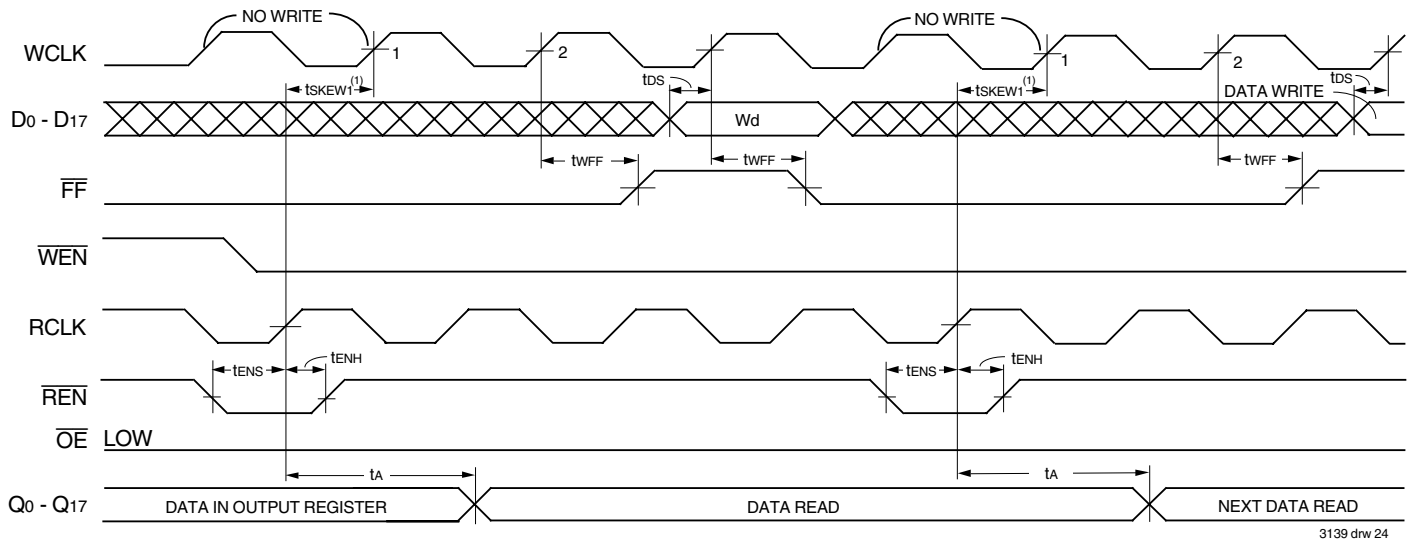 NO WRITE
NO WRITE
WCLK
1
2
1
2
tSKEW1(1)
tDS
tSKEW1(1)
tDS
DATA WRITE
D0 - D17
Wd
tWFF
tWFF
tWFF
FF
WEN
RCLK
tENS
tENH
tENS
tENH
REN
OE LOW
tA
tA
Q0 - Q17
DATA IN OUTPUT REGISTER
DATA READ
NEXT DATA READ
3139 drw 24